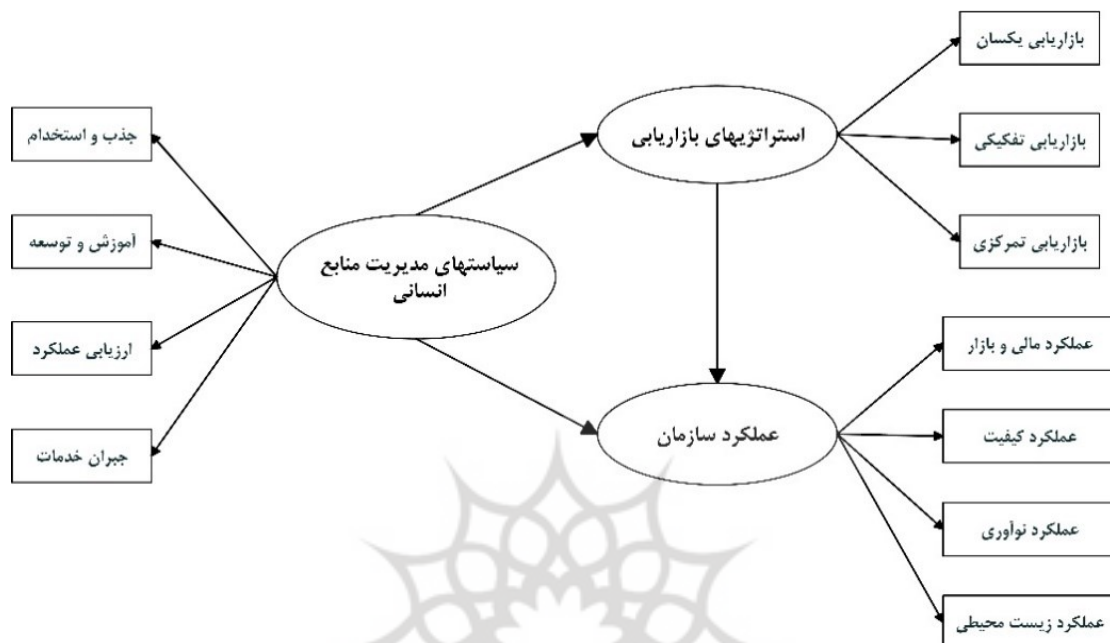 بازاریابی یکسان
استراتژیهای بازاریابی
بازاریابی تفکیکی
بازاریابی تمرکزی
جذب و استخدام
آموزش و توسعه
ارزیابی عملکرد
جبران خدمات
سیاستهای مدیریت منابع
انسانی
عملکرد سازمان
عملکرد مالی و بازار
عملکرد کیفیت
عملکرد نوآوری
عملکرد زیست محیطی